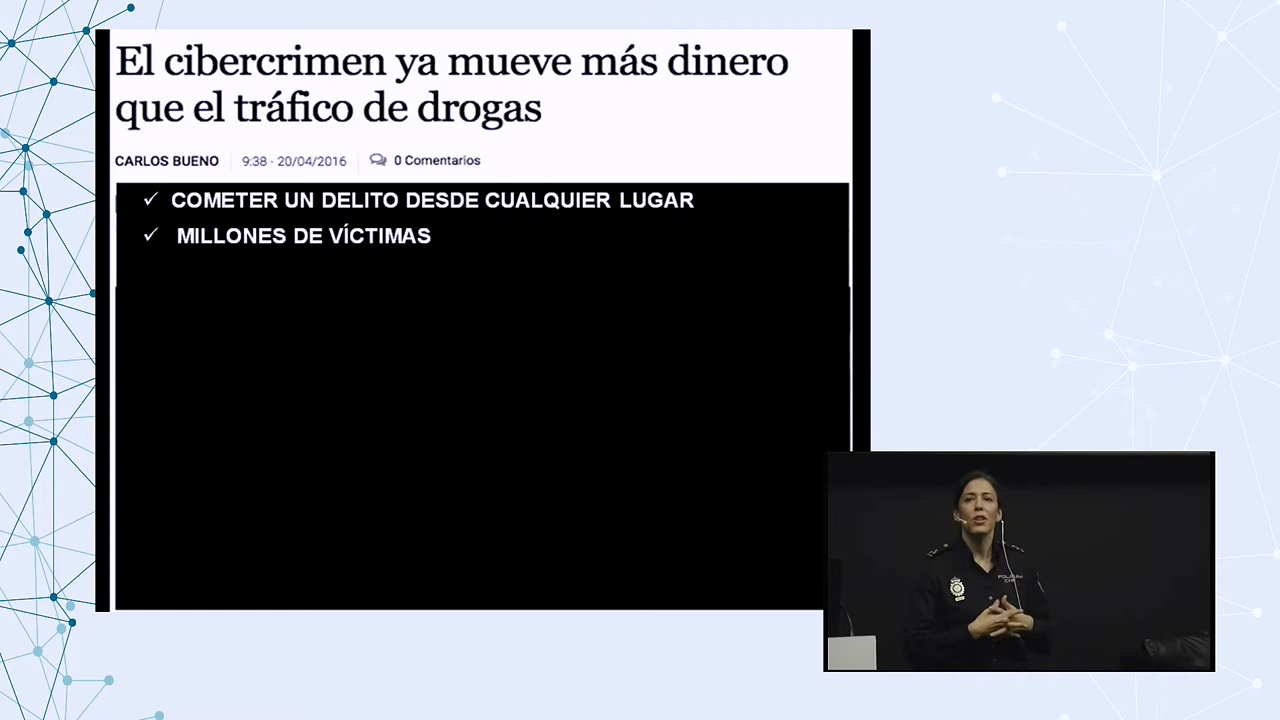 El cibercrimen ya mueve más dinero
que el tráfico de drogas
CARLOS BUENO 9:38 - 20/04/2016 0 Comentarios
✓ COMETER UN DELITO DESDE CUALQUIER LUGAR
✓ MILLONES DE VÍCTIMAS